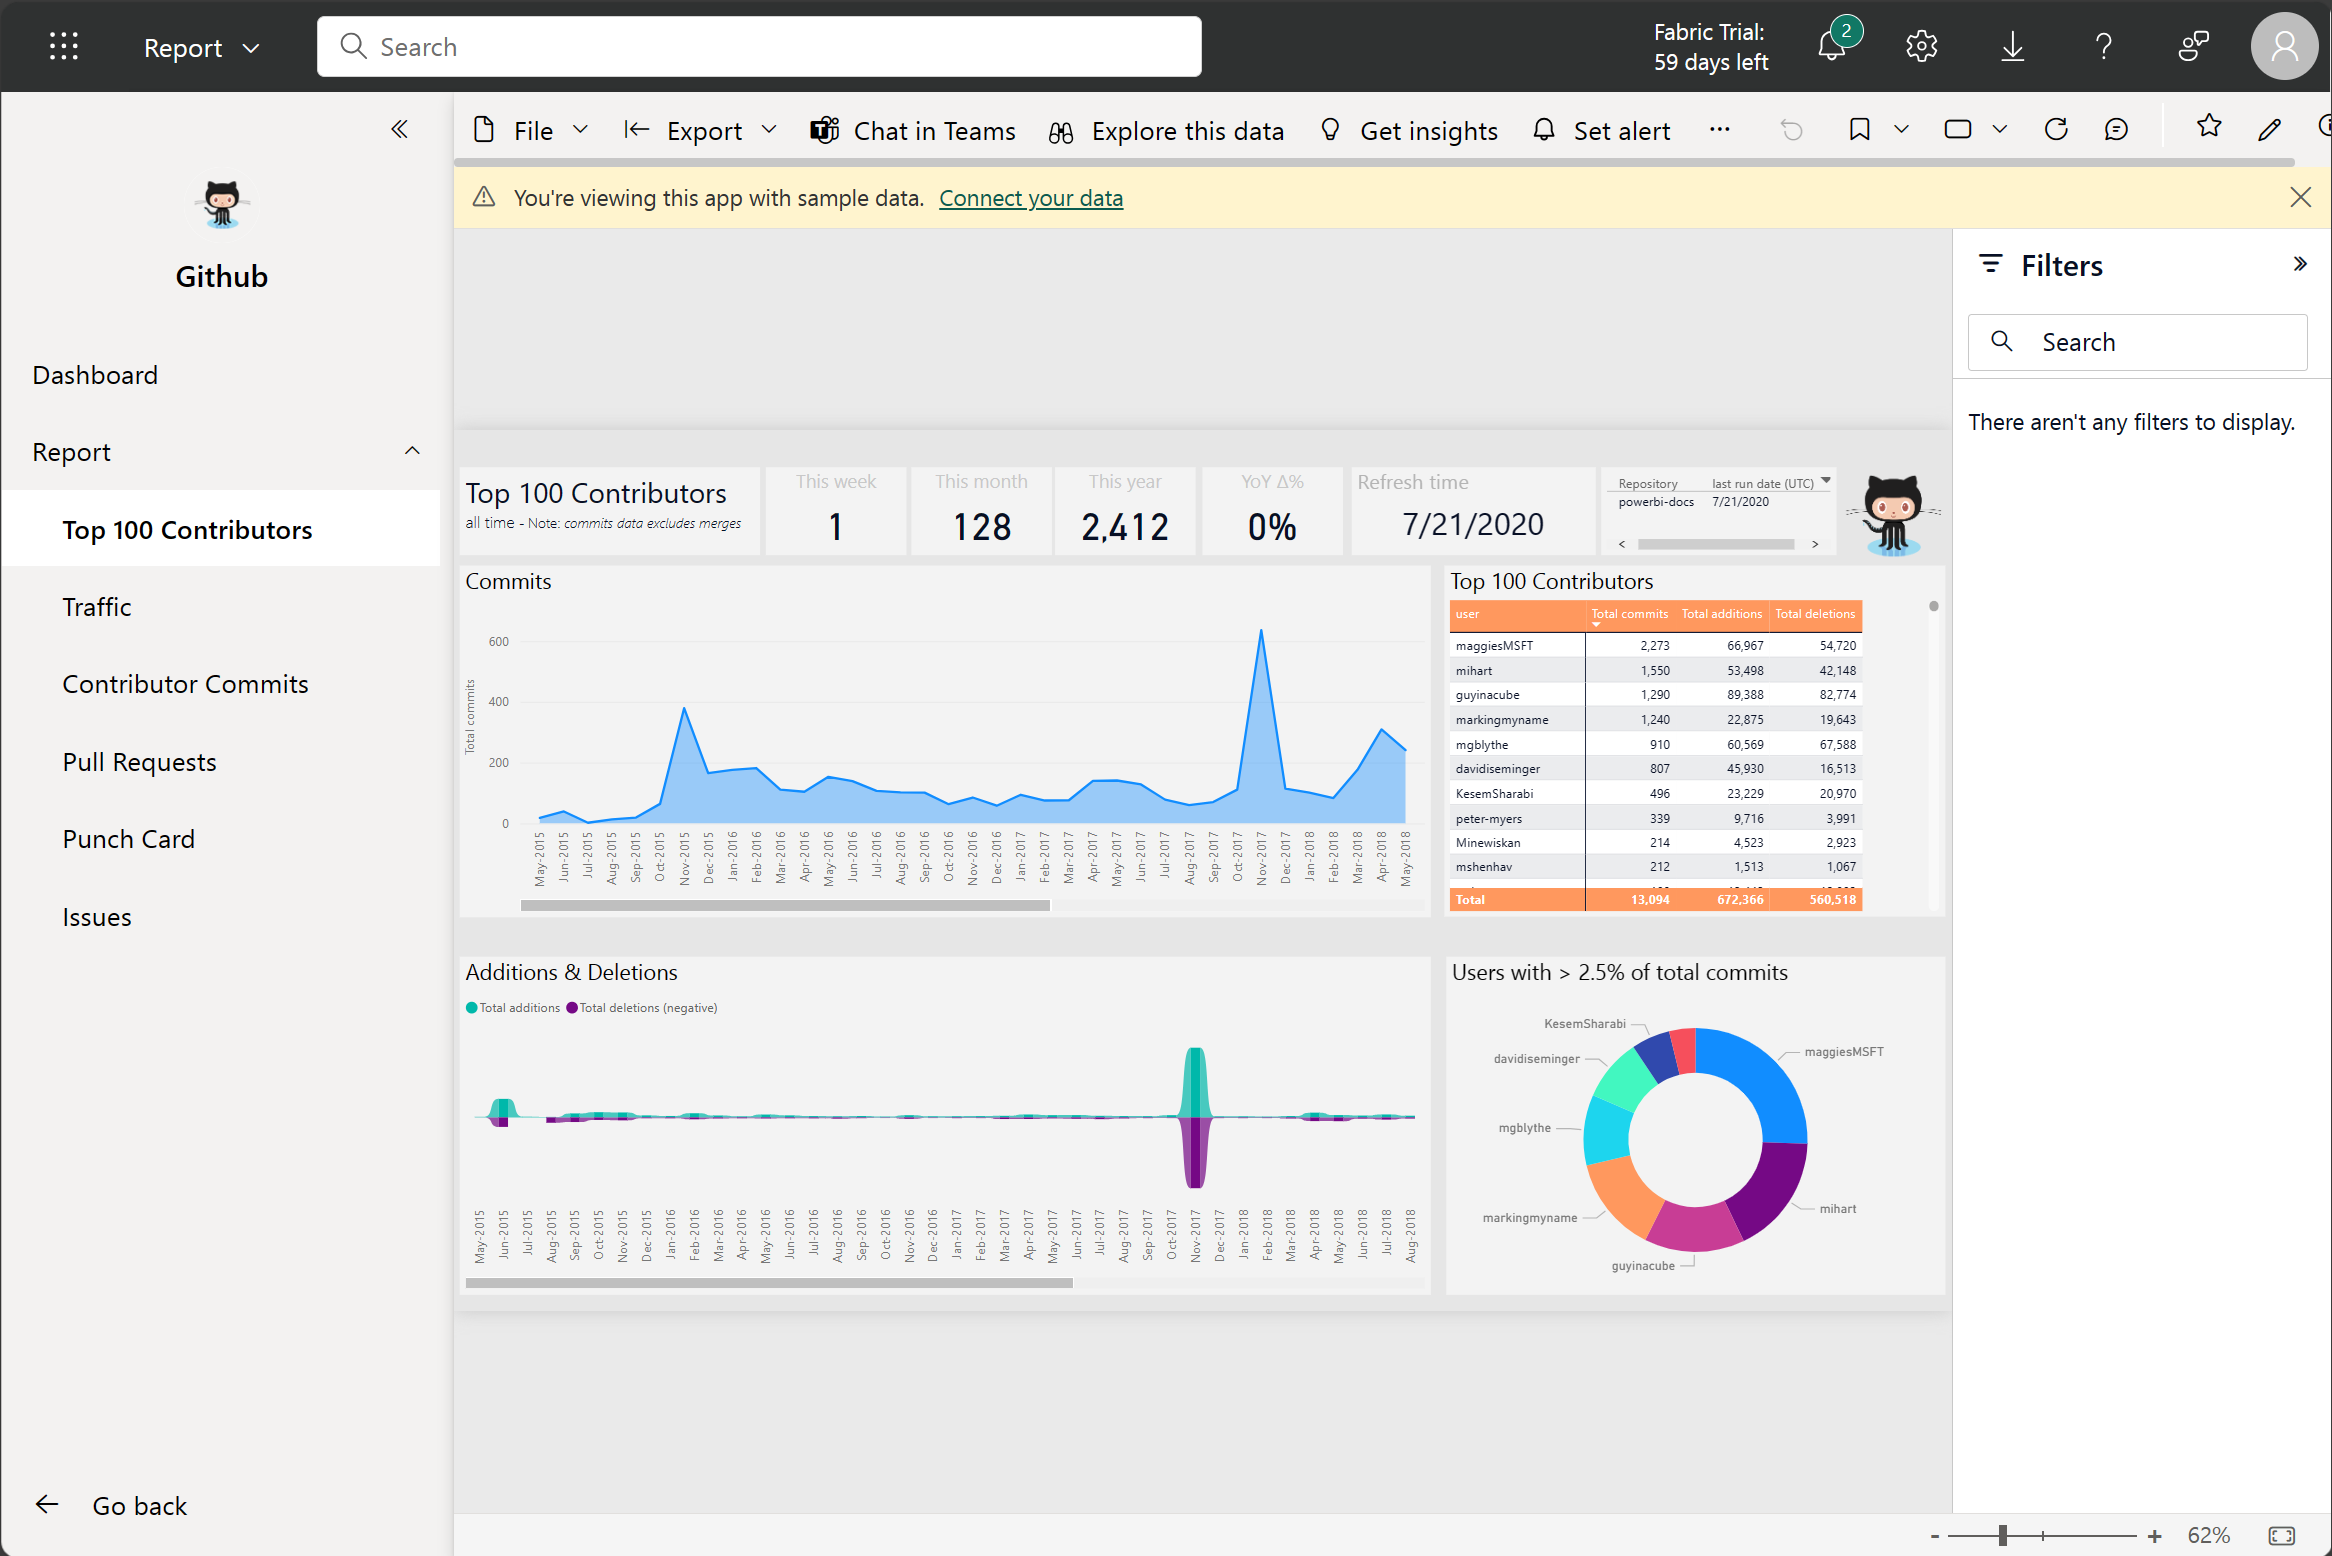 Report
Search
Fabric Trial:
59 days left
2
File
Export
Chat in Teams
Explore this data
Get insights
Set alert
You're viewing this app with sample data. Connect your data
Github
Dashboard
Report
Top 100 Contributors
Traffic
Contributor Commits
Pull Requests
Punch Card
Issues
Go back
Filters
Search
There aren't any filters to display.
Top 100 Contributors
all time - Note: commits data excludes merges
This week
1
This month
128
This year
2,412
YoY Δ%
0%
Refresh time
7/21/2020
Repository last run date (UTC)
powerbi-docs 7/21/2020
Commits
Total commits
600
400
200
0
May-2015 Jun-2015 Jul-2015 Aug-2015 Sep-2015 Oct-2015 Nov-2015 Dec-2015 Jan-2016 Feb-2016 Mar-2016 Apr-2016 May-2016 Jun-2016 Jul-2016 Aug-2016 Sep-2016 Oct-2016 Nov-2016 Dec-2016 Jan-2017 Feb-2017 Mar-2017 Apr-2017 May-2017 Jun-2017 Jul-2017 Aug-2017 Sep-2017 Oct-2017 Nov-2017 Dec-2017 Jan-2018 Feb-2018 Mar-2018 Apr-2018 May-2018
Top 100 Contributors
user Total commits Total additions Total deletions
maggiesMSFT 2,273 66,967 54,720
mihart 1,550 53,498 42,148
guyinacube 1,290 89,388 82,774
markingmyname 1,240 22,875 19,643
mgblythe 910 60,569 67,588
davidiseminger 807 45,930 16,513
KesemSharabi 496 23,229 20,970
peter-myers 339 9,716 3,991
Minewiskan 214 4,523 2,923
mshenhav 212 1,513 1,067
Total 13,094 672,366 560,518
Additions & Deletions
Total additions Total deletions (negative)
May-2015 Jun-2015 Jul-2015 Aug-2015 Sep-2015 Oct-2015 Nov-2015 Dec-2015 Jan-2016 Feb-2016 Mar-2016 Apr-2016 May-2016 Jun-2016 Jul-2016 Aug-2016 Sep-2016 Oct-2016 Nov-2016 Dec-2016 Jan-2017 Feb-2017 Mar-2017 Apr-2017 May-2017 Jun-2017 Jul-2017 Aug-2017 Sep-2017 Oct-2017 Nov-2017 Dec-2017 Jan-2018 Feb-2018 Mar-2018 Apr-2018 May-2018 Jun-2018 Jul-2018 Aug-2018
Users with > 2.5% of total commits
KesemSharabi
davidiseminger
maggiesMSFT
mgblythe
mihart
markingmyname
guyinacube
- + 62%